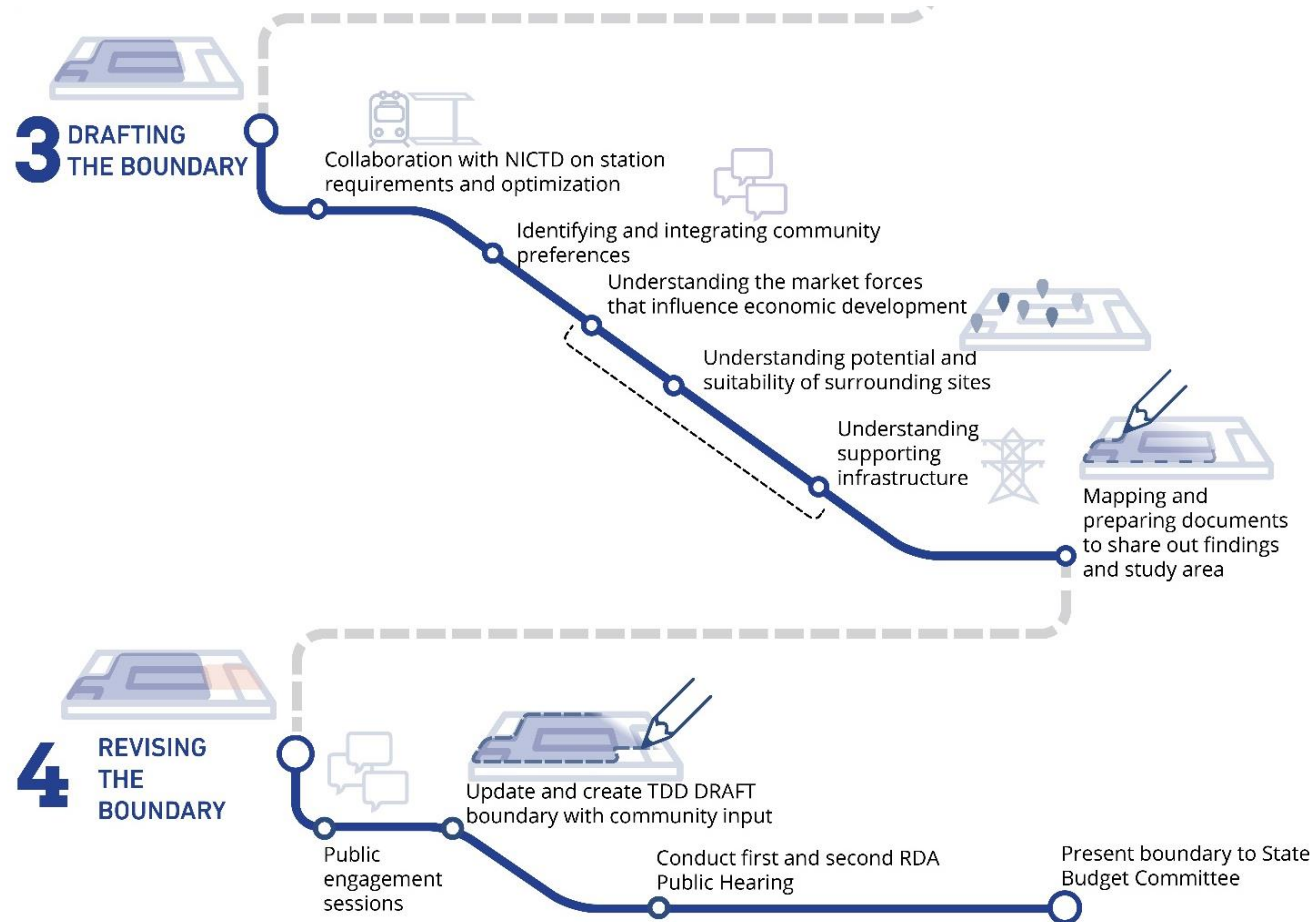 3 DRAFTING
THE BOUNDARY
Collaboration with NICTD on station
requirements and optimization
Identifying and integrating community
preferences
Understanding the market forces
that influence economic development
Understanding potential and
suitability of surrounding sites
Understanding
supporting
infrastructure
Mapping and
preparing documents
to share out findings
and study area
4 REVISING
THE
BOUNDARY
Public
engagement
sessions
Update and create TDD DRAFT
boundary with community input
Conduct first and second RDA
Public Hearing
Present boundary to State
Budget Committee